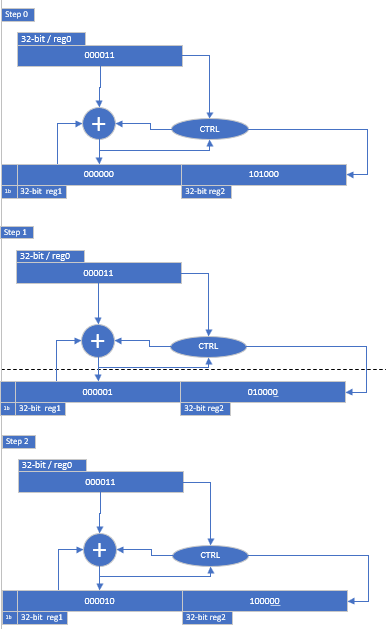 Step 0
32-bit / reg0
000011
+
CTRL
000000 101000
1b 32-bit reg1 32-bit reg2
Step 1
32-bit / reg0
000011
+
CTRL
000001 010000
1b 32-bit reg1 32-bit reg2
Step 2
32-bit / reg0
000011
+
CTRL
000010 100000
1b 32-bit reg1 32-bit reg2